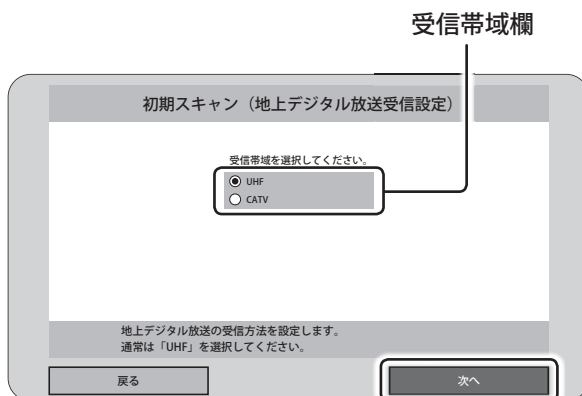 受信帯域欄
初期スキャン（地上デジタル放送受信設定）
受信帯域を選択してください。
UHF
CATV
地上デジタル放送の受信方法を設定します。
通常は「UHF」を選択してください。
戻る
次へ